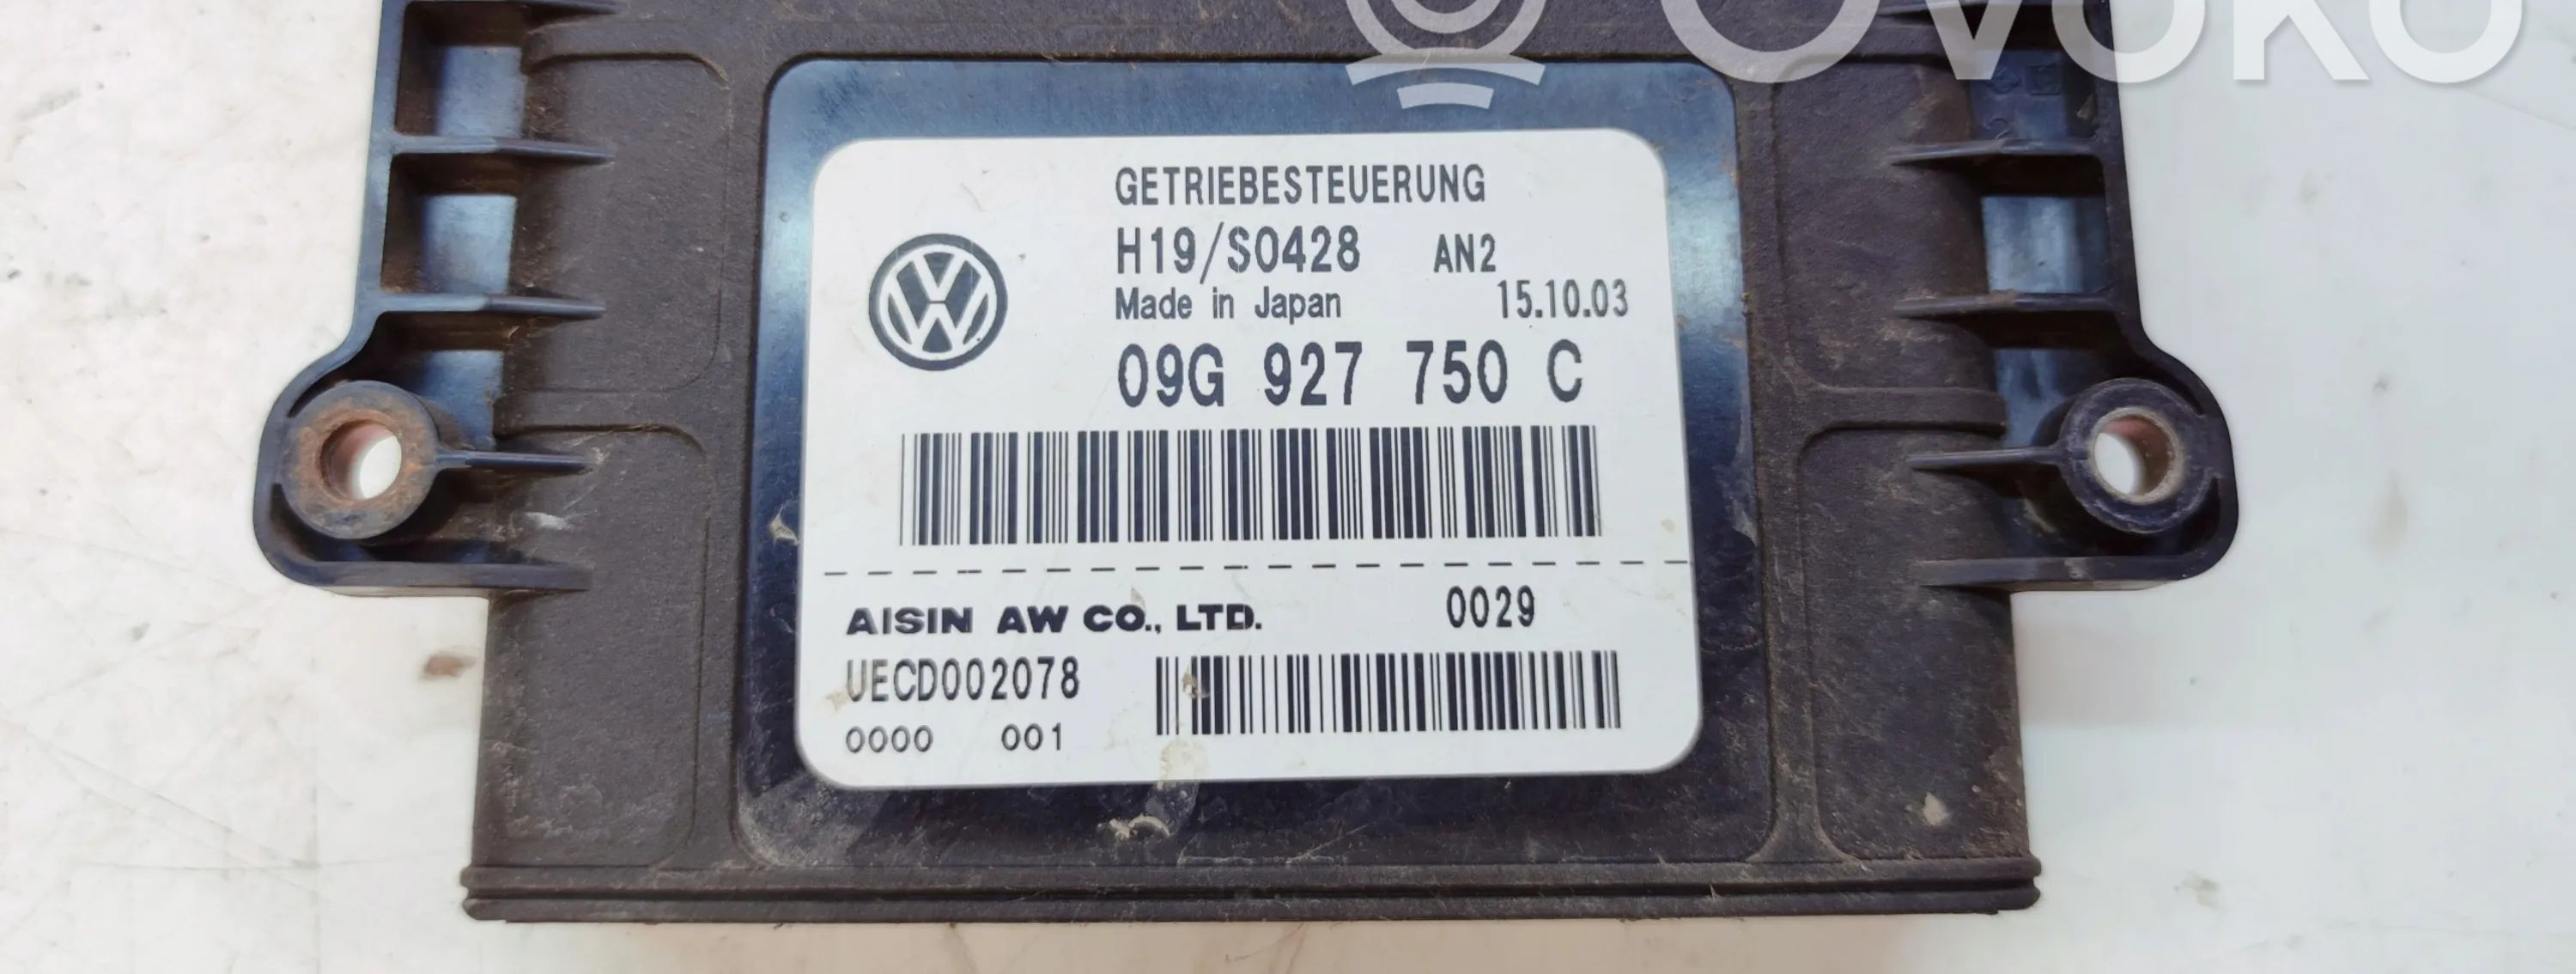 OVOKO
GETRIEBESTEUERUNG
H19/S0428 AN2
Made in Japan 15.10.03
09G 927 750 C
AISIN AW CO., LTD. 0029
UECD002078
0000 001